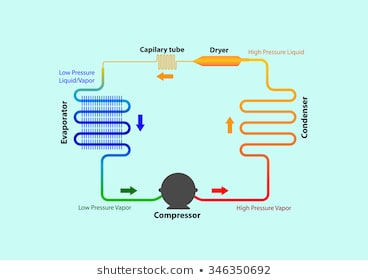 Capilary tube
Dryer
High Pressure Liquid
Low Pressure
Liquid/Vapor
Evaporator
Condenser
Low Pressure Vapor
Compressor
High Pressure Vapor
shutterstock · 346350692